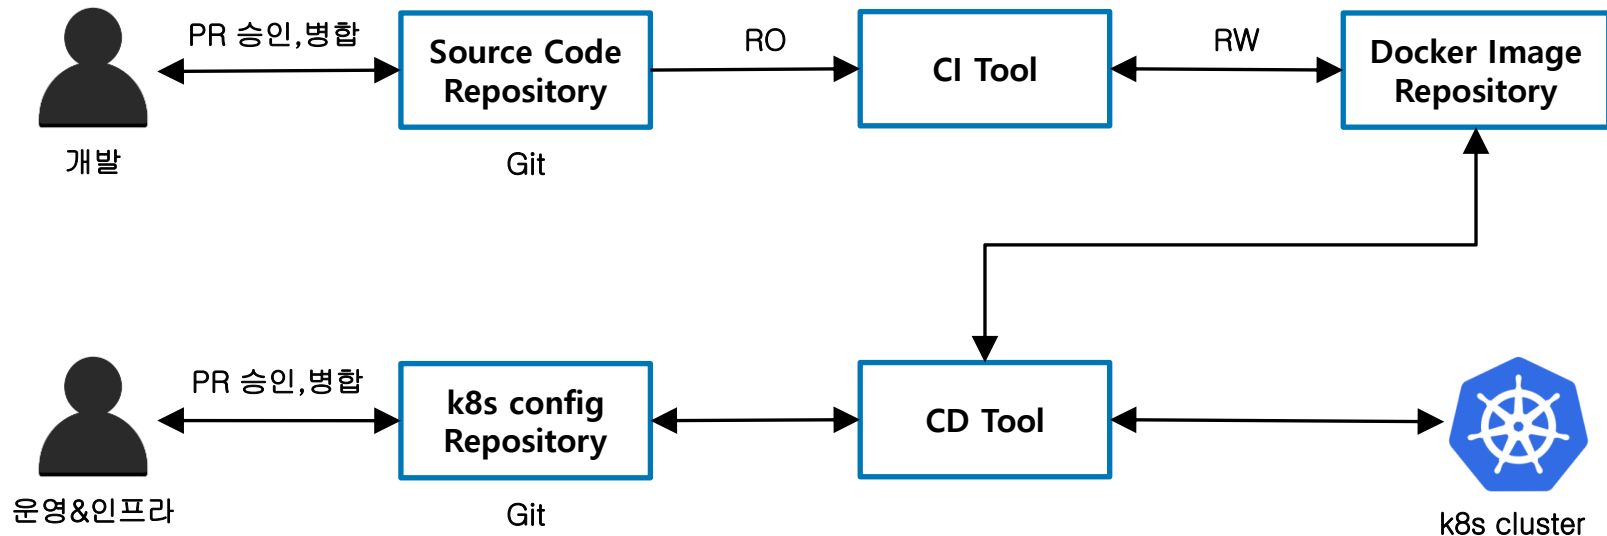 PR 승인,병합
Source Code
Repository
RO
CI Tool
RW
Docker Image
Repository
개발
Git
PR 승인,병합
k8s config
Repository
CD Tool
운영&인프라
Git
k8s cluster